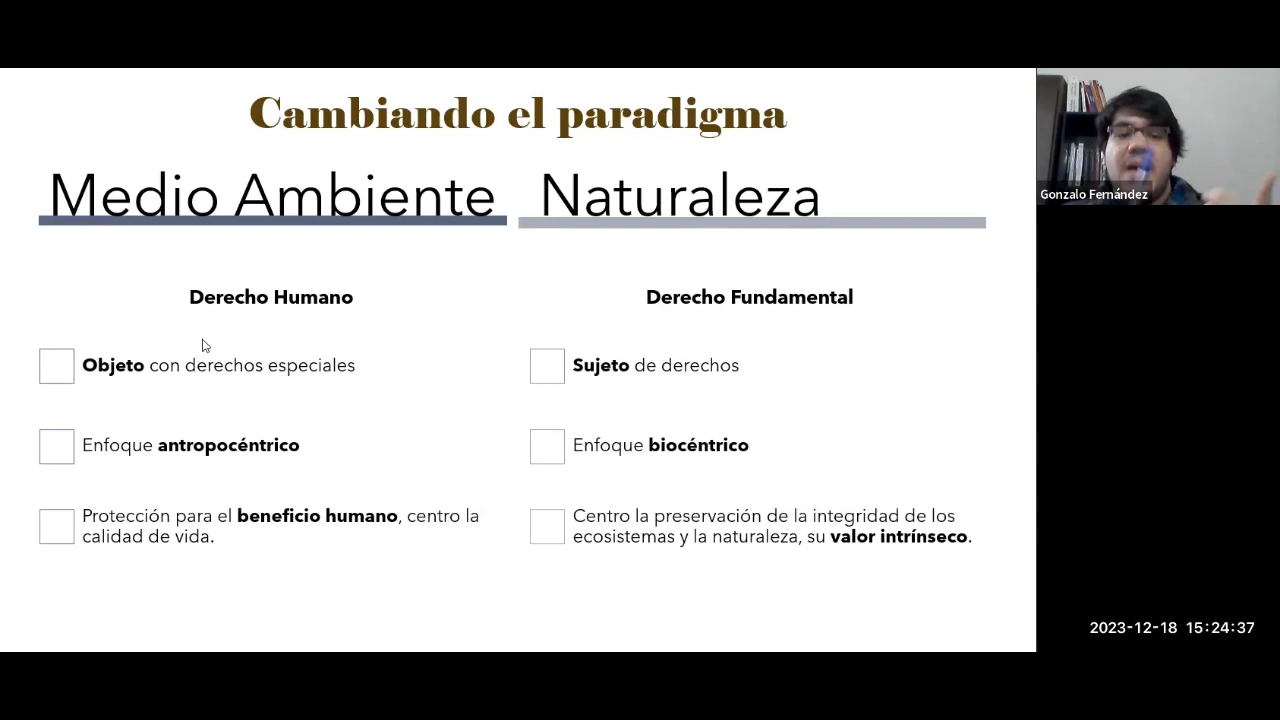 Cambiando el paradigma
Medio Ambiente
Derecho Humano
Objeto con derechos especiales
Enfoque antropocéntrico
Protección para el beneficio humano, centro la
calidad de vida.
Naturaleza
Derecho Fundamental
Sujeto de derechos
Enfoque biocéntrico
Centro la preservación de la integridad de los
ecosistemas y la naturaleza, su valor intrínseco.
Gonzalo Fernández
2023-12-18 15:24:37